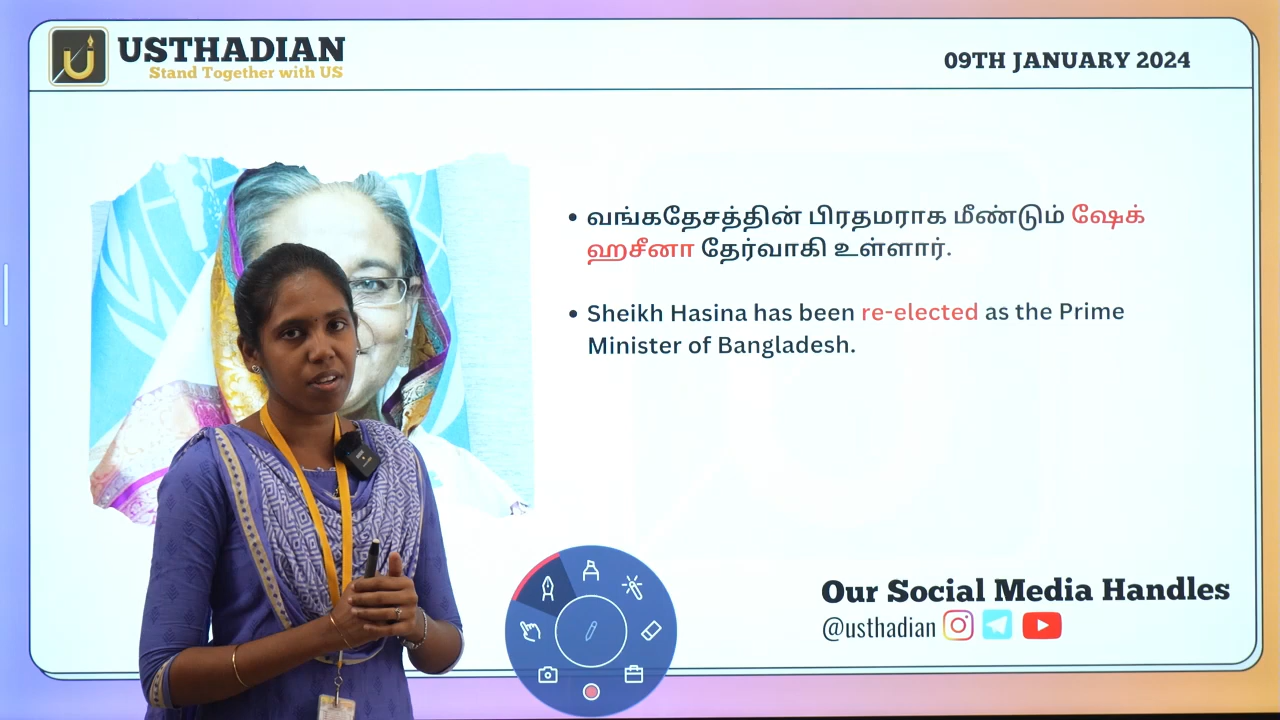 USTHADIAN
Stand Together with US
09TH JANUARY 2024
• வங்கதேசத்தின் பிரதமராக மீண்டும் ஷேக்
ஹசீனா தேர்வாகி உள்ளார்.
• Sheikh Hasina has been re-elected as the Prime
Minister of Bangladesh.
Our Social Media Handles
@usthadian